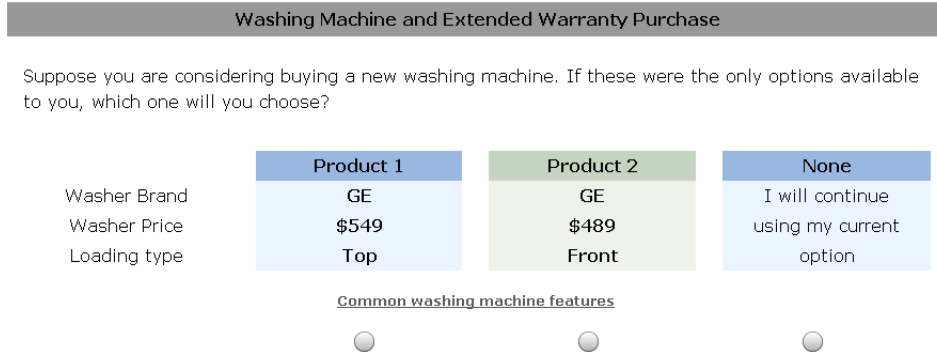 Washing Machine and Extended Warranty Purchase
Suppose you are considering buying a new washing machine. If these were the only options available
to you, which one will you choose?
Product 1 Product 2 None
Washer Brand GE GE I will continue
Washer Price $549 $489 using my current
Loading type Top Front option
Common washing machine features